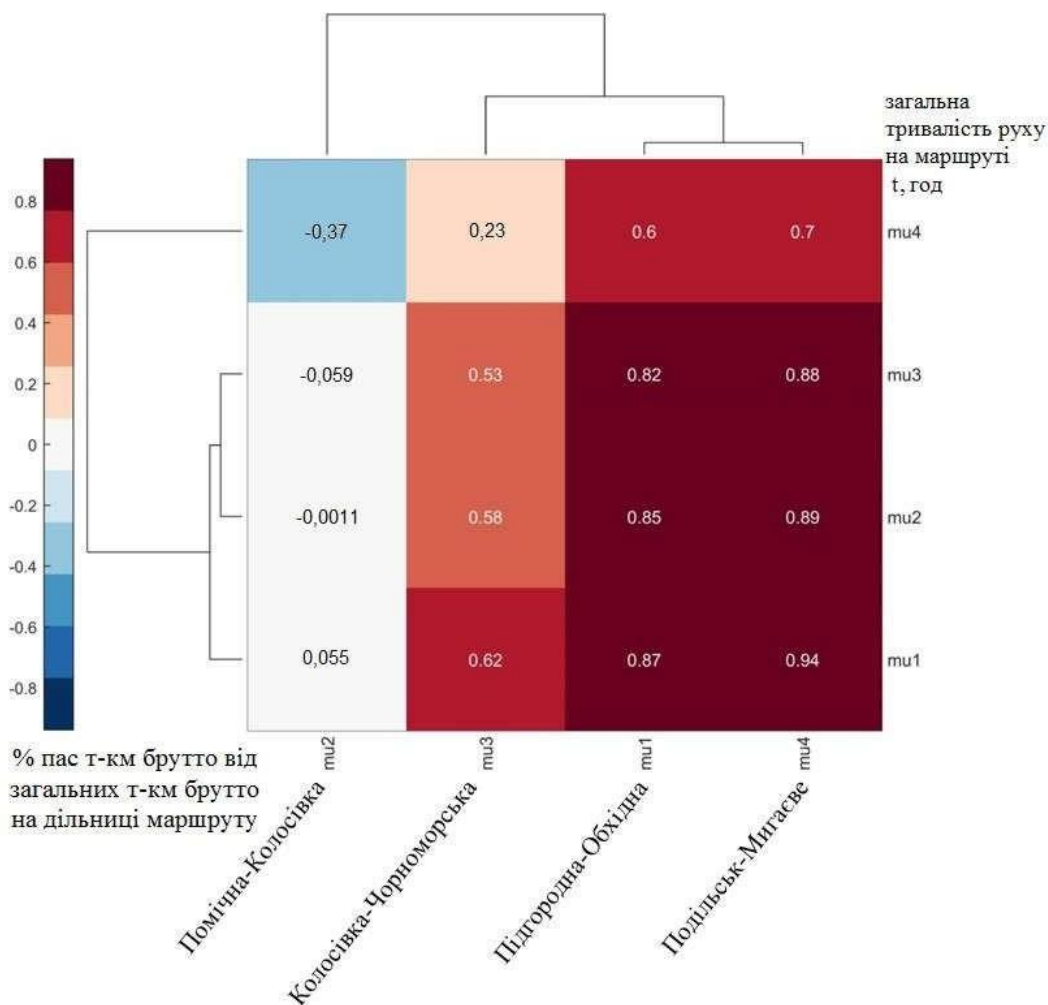 загальна
тривалість руху
на маршруті
t, год
0.8
0.6
0.4
0.2
0
-0.2
-0.4
-0.6
-0.8
-0,37 0,23 0.6 0.7 mu4
-0,059 0.53 0.82 0.88 mu3
-0,0011 0.58 0.85 0.89 mu2
0,055 0.62 0.87 0.94 mu1
mu2 mu3 mu1 mu4
% пас т-км брутто від
загальних т-км брутто
на дільниці маршруту
Помічна-Колосівка
Колосівка-Чорноморська
Підгородна-Обхідна
Подільськ-Мигаєве